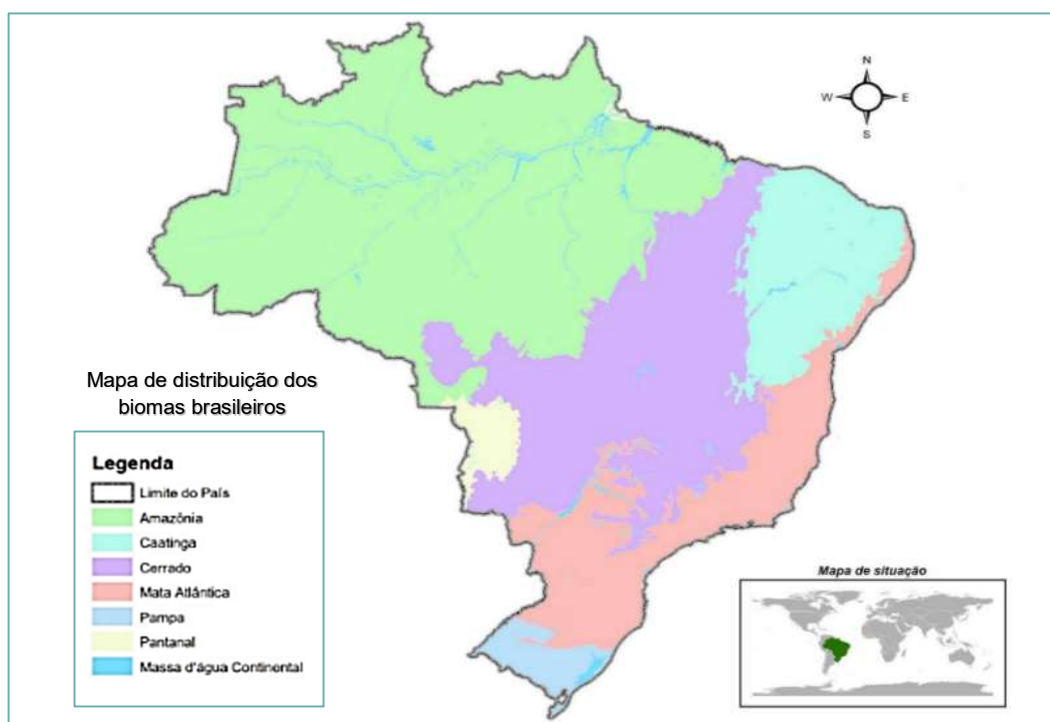 N
W
E
S
Mapa de distribuição dos
biomas brasileiros
Legenda
Limite do País
Amazônia
Caatinga
Cerrado
Mata Atlântica
Pampa
Pantanal
Massa d'água Continental
Mapa de situação